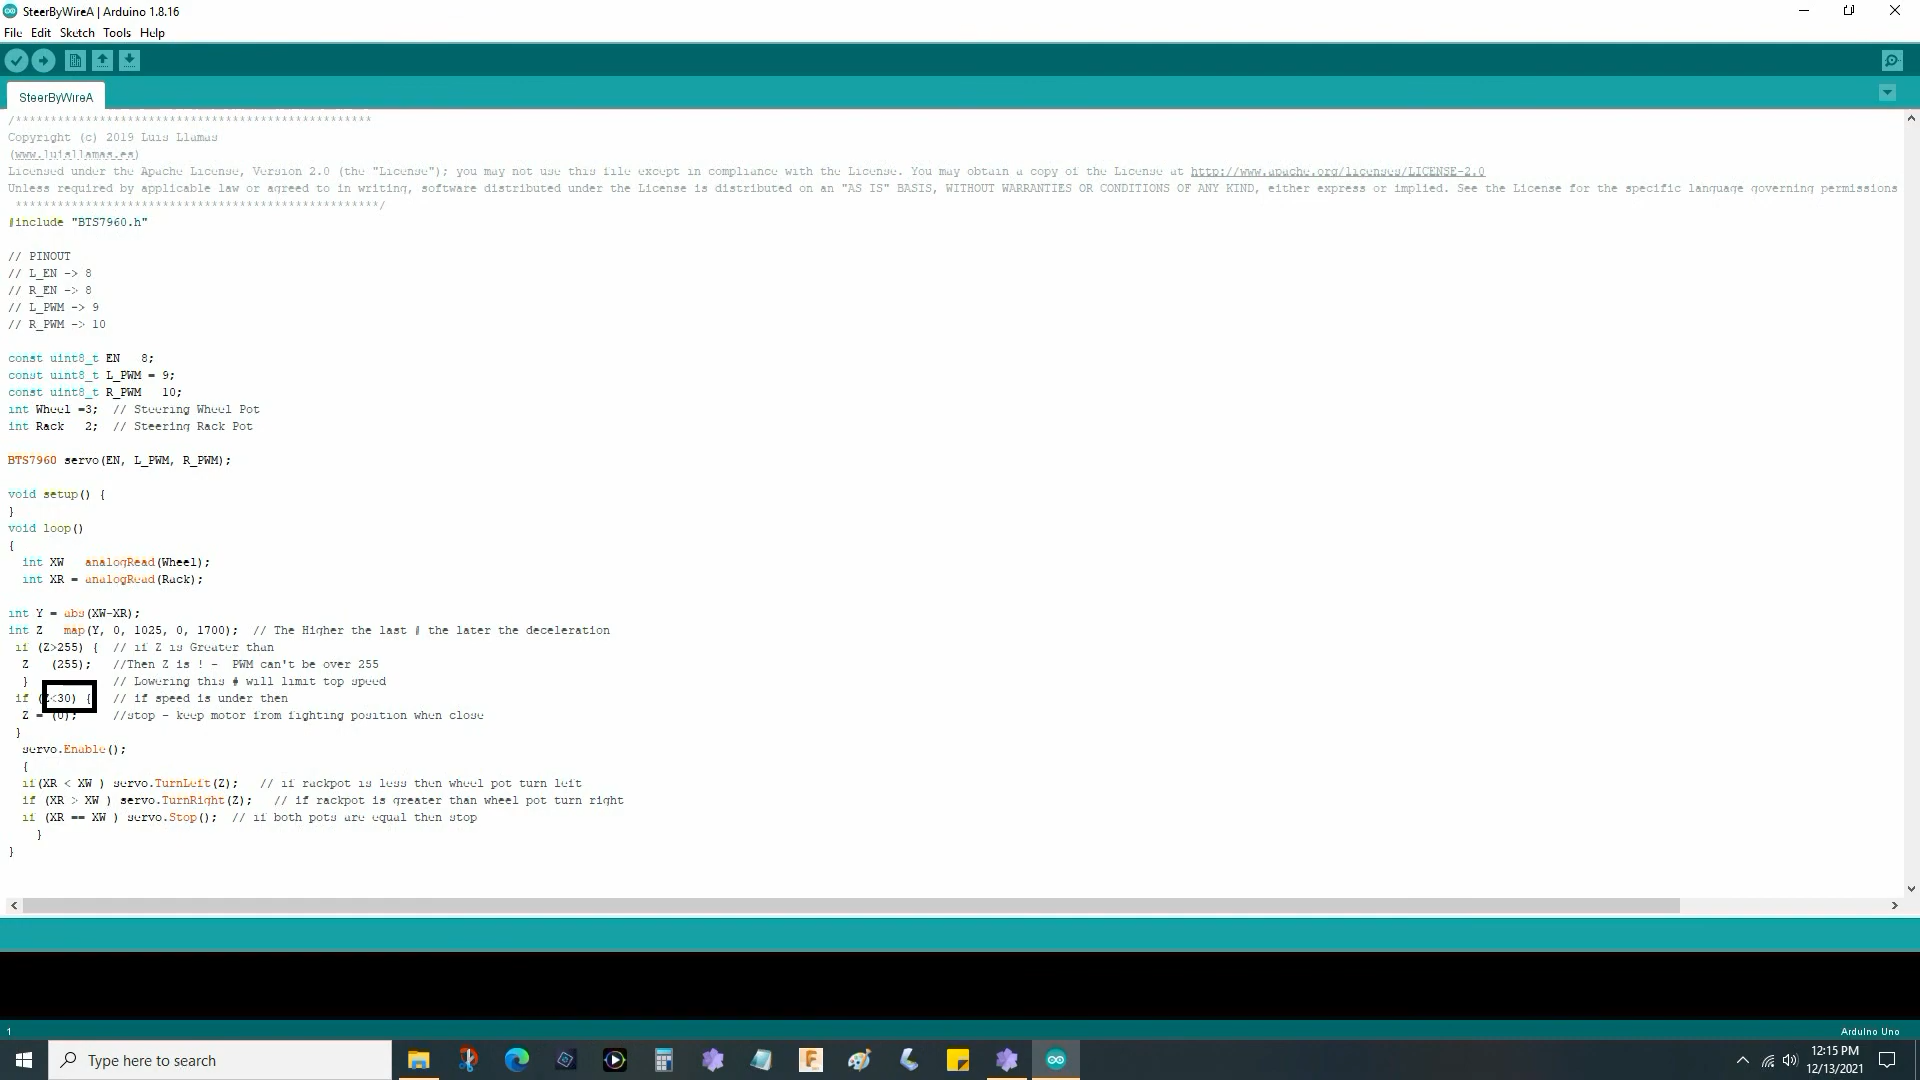 SteerByWireA | Arduino 1.8.16
File Edit Sketch Tools Help
SteerByWireA
/***************************************************
Copyright (c) 2019 Luis Llamas
(www.luisllamas.es)
Licensed under the Apache License, Version 2.0 (the "License"); you may not use this file except in compliance with the License. You may obtain a copy of the License at http://www.apache.org/licenses/LICENSE-2.0
Unless required by applicable law or agreed to in writing, software distributed under the License is distributed on an "AS IS" BASIS, WITHOUT WARRANTIES OR CONDITIONS OF ANY KIND, either express or implied. See the License for the specific language governing permissions
****************************************************/
#include "BTS7960.h"
// PINOUT
// L_EN -> 8
// R_EN -> 8
// L_PWM -> 9
// R_PWM -> 10
const uint8_t EN   8;
const uint8_t L_PWM = 9;
const uint8_t R_PWM   10;
int Wheel =3;  // Steering Wheel Pot
int Rack   2;  // Steering Rack Pot
BTS7960 servo(EN, L_PWM, R_PWM);
void setup() {
}
void loop()
{
int XW   analogRead(Wheel);
int XR = analogRead(Rack);
int Y = abs(XW-XR);
int Z   map(Y, 0, 1025, 0, 1700);  // The Higher the last # the later the deceleration
if (Z>255) {  // if Z is Greater than
Z   (255);   //Then Z is ! -  PWM can't be over 255
}            // Lowering this # will limit top speed
if (Z<30) {   // if speed is under then
Z = (0);     //stop - keep motor from fighting position when close
}
servo.Enable();
{
if(XR < XW ) servo.TurnLeft(Z);   // if rackpot is less then wheel pot turn left
if (XR > XW ) servo.TurnRight(Z);   // if rackpot is greater than wheel pot turn right
if (XR == XW ) servo.Stop();  // if both pots are equal then stop
}
}
1
Arduino Uno
Type here to search
12:15 PM
12/13/2021